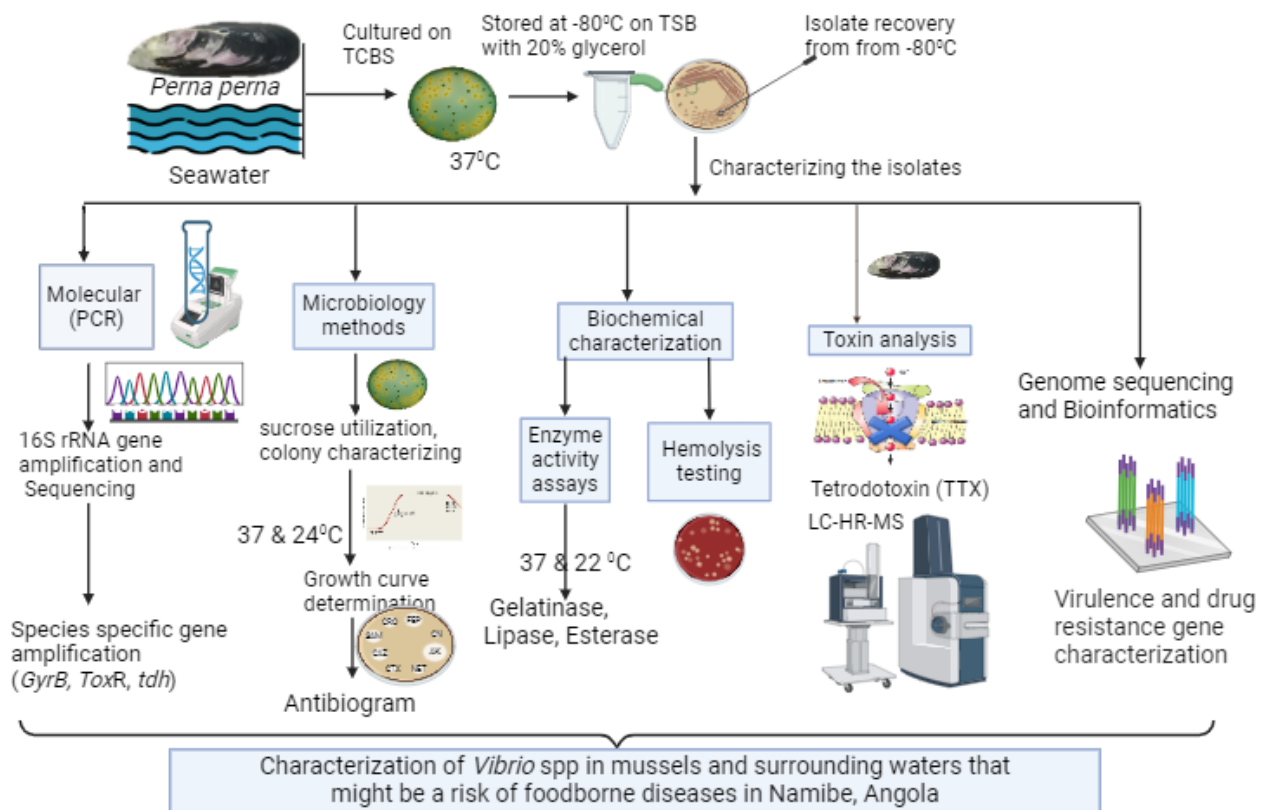 Cultured on
TCBS
Stored at -80⁰C on TSB
with 20% glycerol
Isolate recovery
from from -80⁰C
Perna perna
Seawater
37⁰C
Characterizing the isolates
Molecular
(PCR)
16S rRNA gene
amplification and
Sequencing
Species specific gene
amplification
(GyrB, ToxR, tdh)
Microbiology
methods
sucrose utilization,
colony characterizing
37 & 24⁰C
Growth curve
determination
CRO
CN
CAZ
CTX
NET
Antibiogram
Biochemical
characterization
Enzyme
activity
assays
Hemolysis
testing
37 & 22 ⁰C
Gelatinase,
Lipase, Esterase
Toxin analysis
Tetrodotoxin (TTX)
LC-HR-MS
Genome sequencing
and Bioinformatics
Virulence and drug
resistance gene
characterization
Characterization of Vibrio spp in mussels and surrounding waters that
might be a risk of foodborne diseases in Namibe, Angola